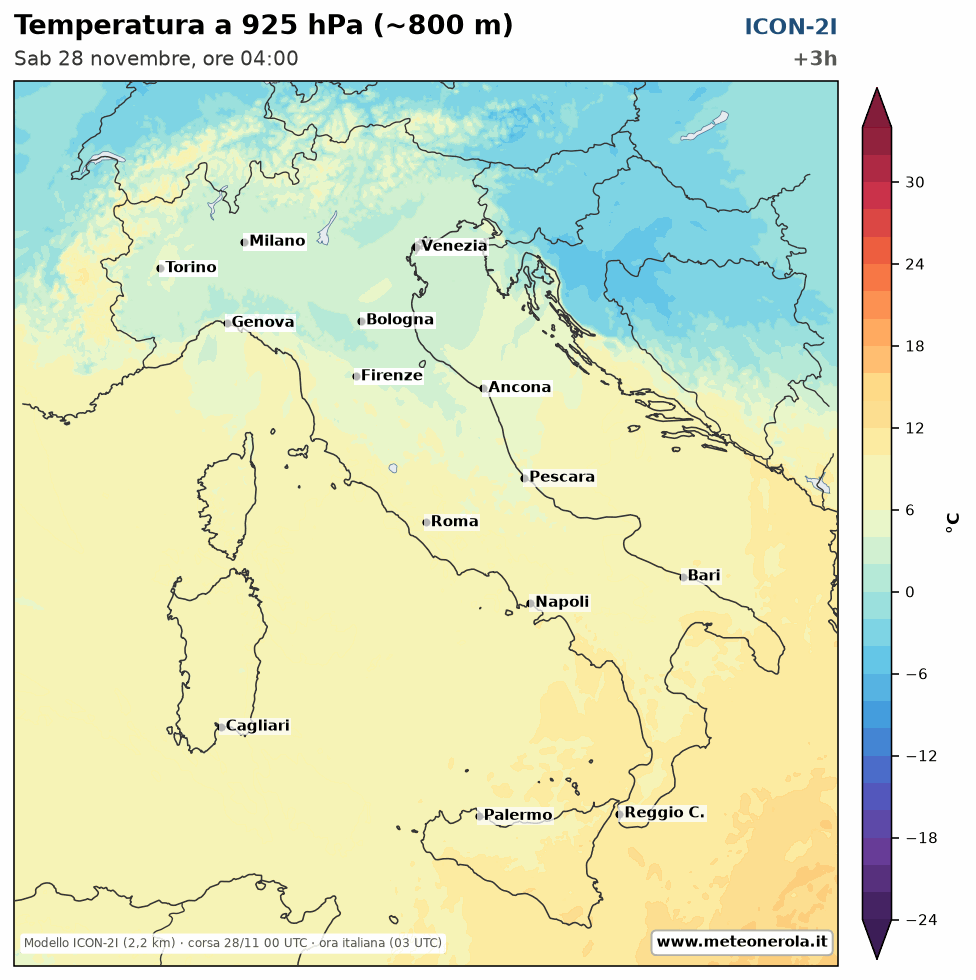 Temperatura a 925 hPa (~800 m)
ICON-2I
Sab 28 novembre, ore 04:00
+3h
Milano
Venezia
Torino
Genova
Bologna
Firenze
Ancona
Pescara
Roma
Bari
Napoli
Cagliari
Palermo
Reggio C.
30
24
18
12
6
0
−6
−12
−18
−24
°C
Modello ICON-2I (2,2 km) · corsa 28/11 00 UTC · ora italiana (03 UTC)
www.meteonerola.it